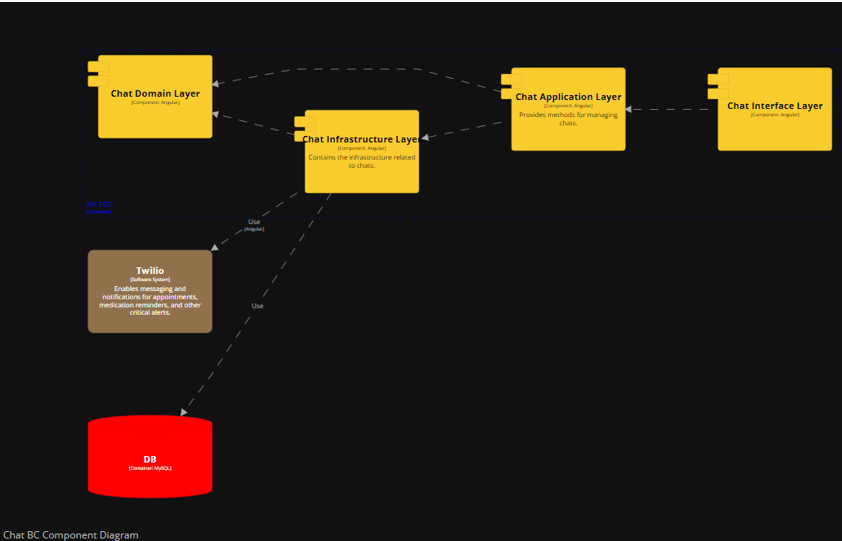 Chat Domain Layer
[Component: Angular]
Chat Application Layer
[Component: Angular]
Provides methods for managing
chats.
Chat Interface Layer
[Component: Angular]
Chat Infrastructure Layer
[Component: Angular]
Contains the infrastructure related
to chats.
API REST
[Container]
Use
[Angular]
Twilio
[Software System]
Enables messaging and
notifications for appointments,
medication reminders, and other
critical alerts.
Use
DB
[Container: MySQL]
Chat BC Component Diagram